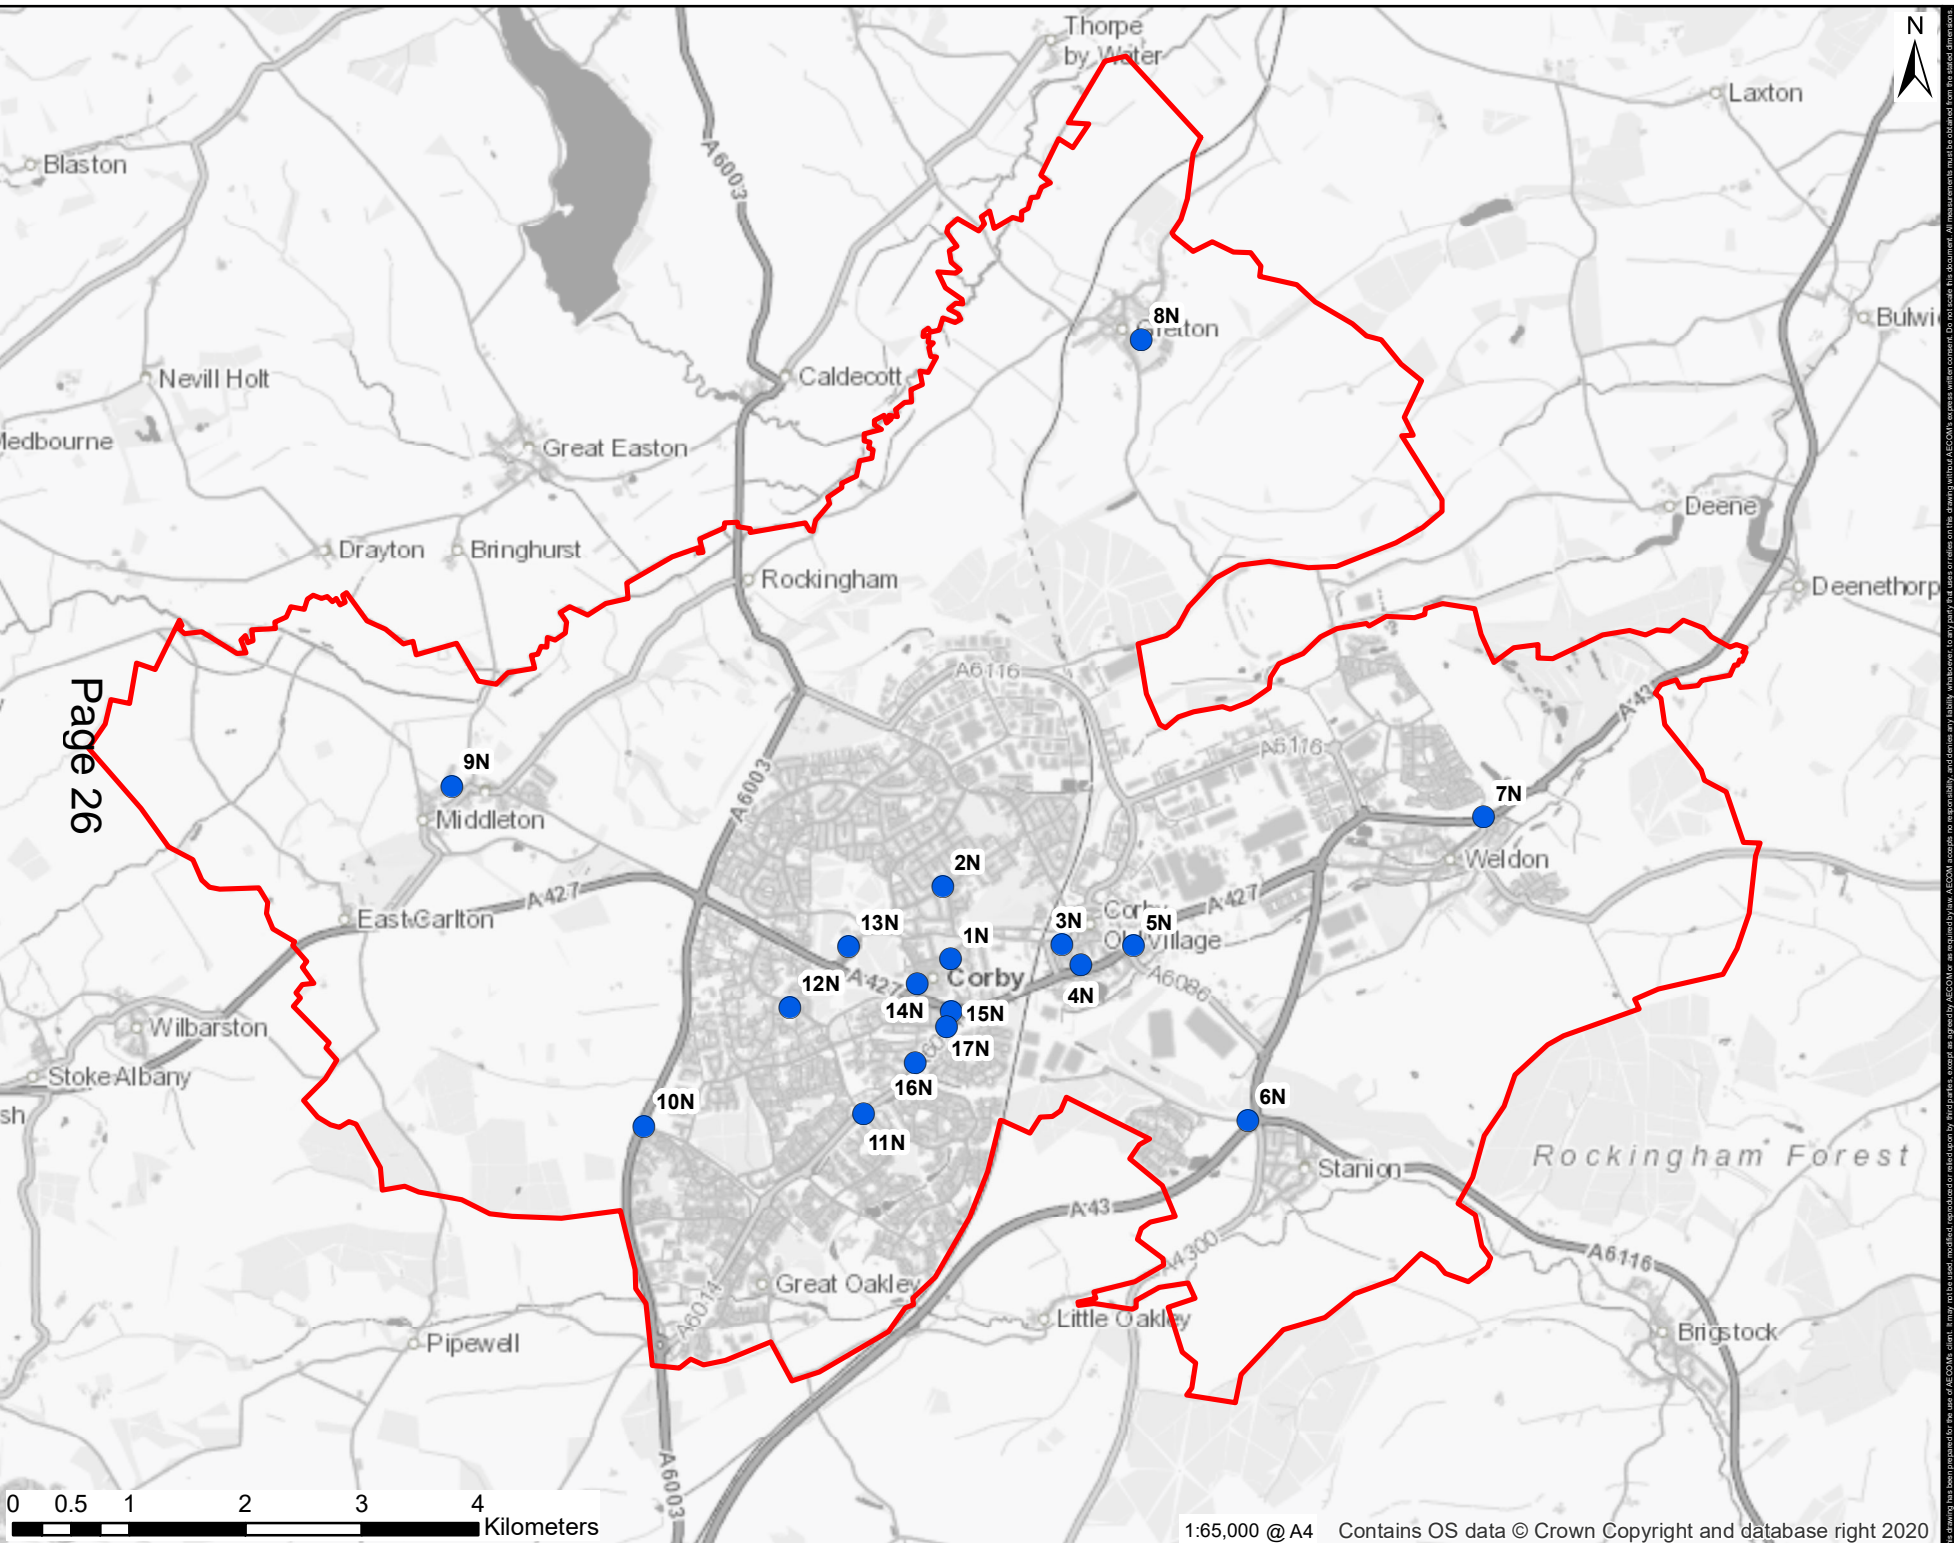 Thorpe
by Water
N
Laxton
Blaston
A6003
8N
Bulwi
Nevill Holt
Caldecott
Medbourne
Great Easton
Deene
Drayton
Bringhurst
Rockingham
Deenethorp
A6116
Page 26
A43
A6116
9N
A6003
7N
Middleton
2N
Weldon
East Carlton
A427
A427
13N
1N
3N
Corby
Old Village
5N
12N
A427
Corby
4N
A6086
14N
15N
Wilbarston
17N
Stoke Albany
16N
10N
6N
sh
11N
Rockingham Forest
Stanion
A43
A4300
A6116
Great Oakley
A6014
Little Oakley
Pipewell
Brigstock
A6003
0 0.5 1 2 3 4
Kilometers
1:65,000 @ A4
Contains OS data © Crown Copyright and database right 2020